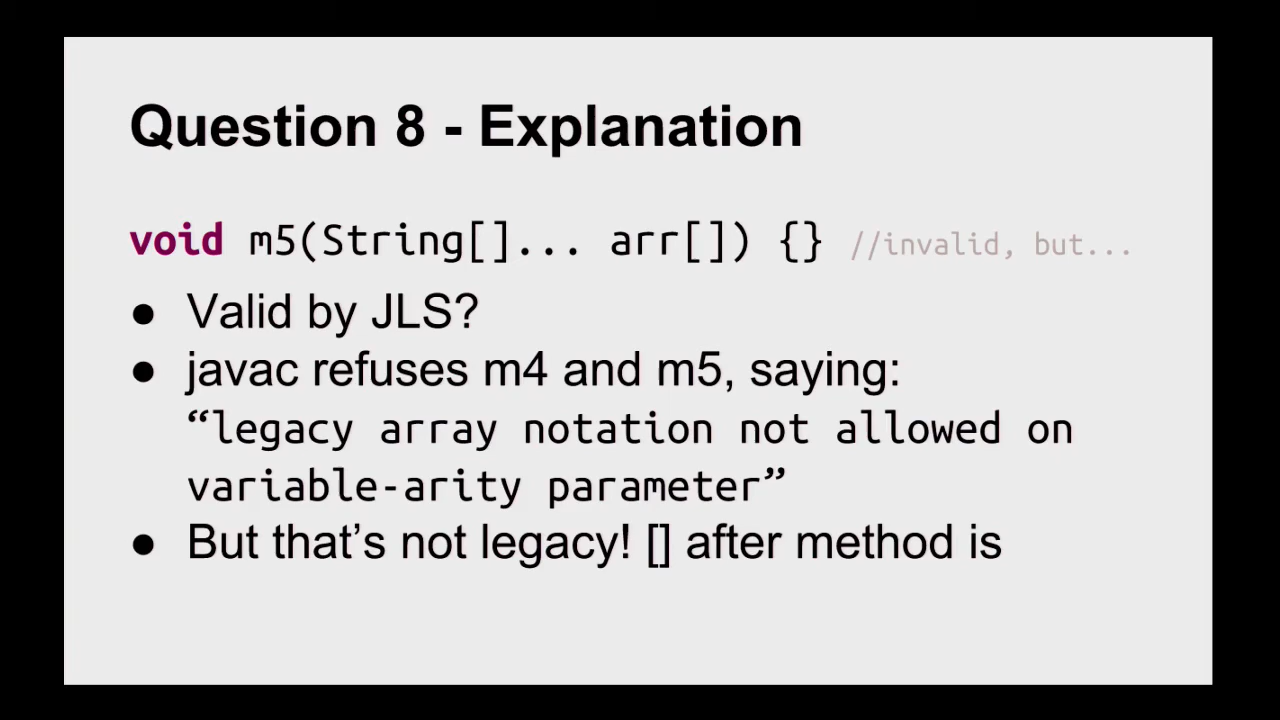 Question 8 - Explanation
void m5(String[]... arr[]) {} //invalid, but...
● Valid by JLS?
● javac refuses m4 and m5, saying:
“legacy array notation not allowed on
variable-arity parameter”
● But that’s not legacy! [] after method is